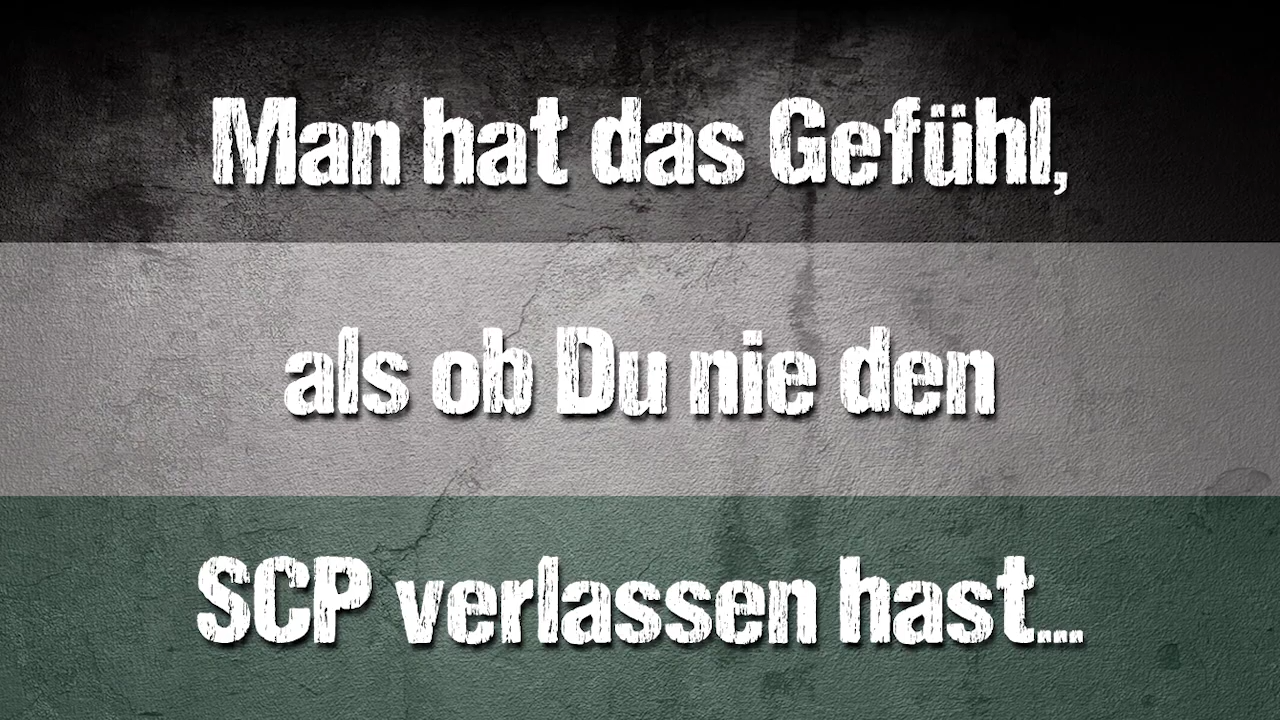 Man hat das Gefühl,
als ob Du nie den
SCP verlassen hast...